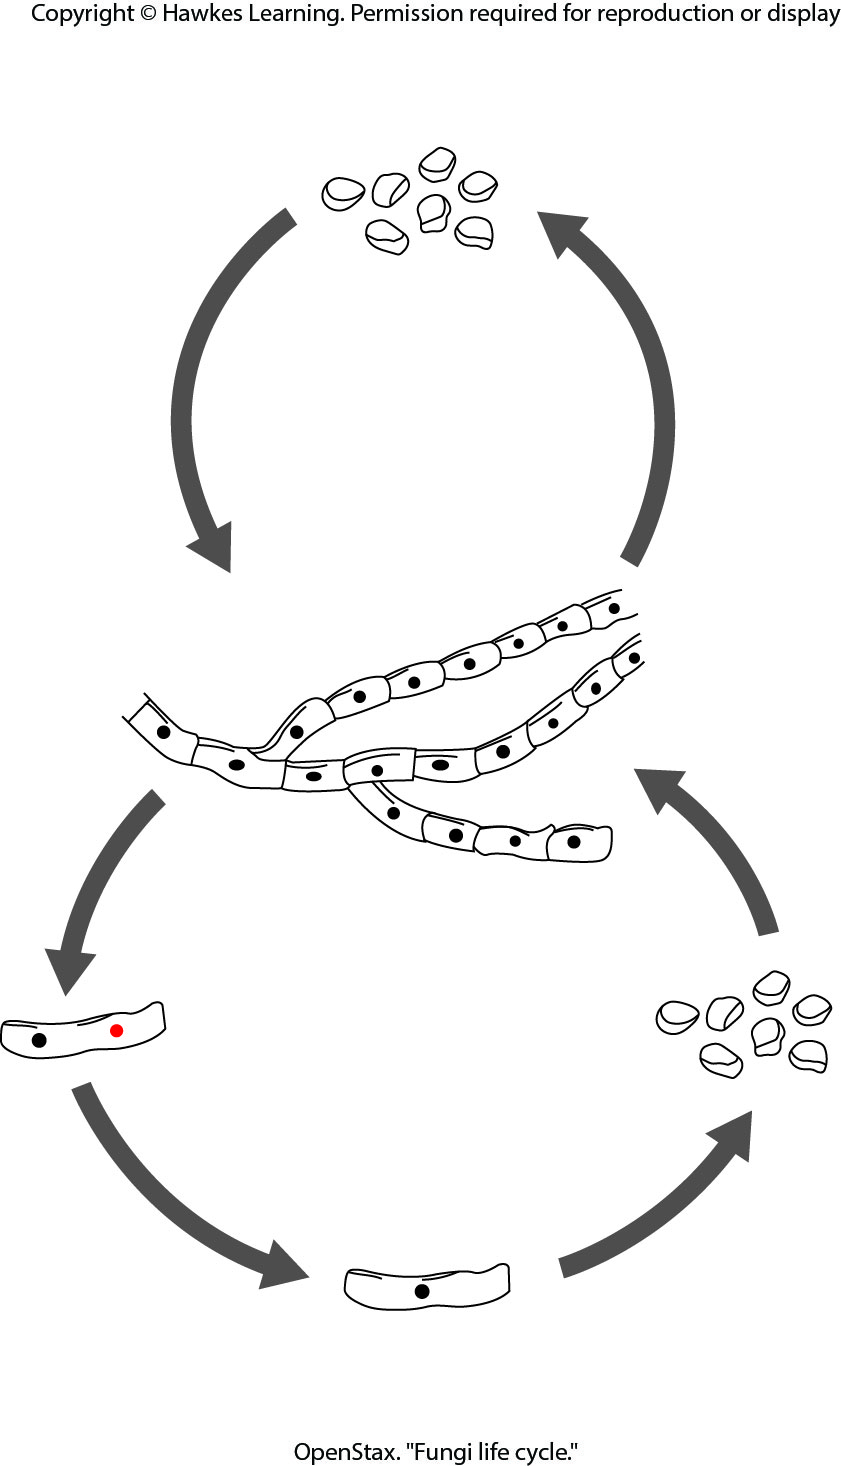 Copyright © Hawkes Learning. Permission required for reproduction or display
OpenStax. "Fungi life cycle."